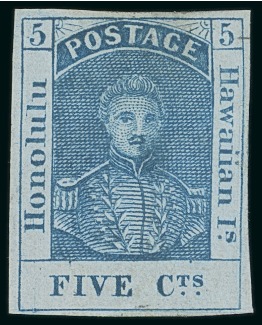 5 POSTAGE 5
Honolulu
Hawaiian Is.
FIVE Cts.